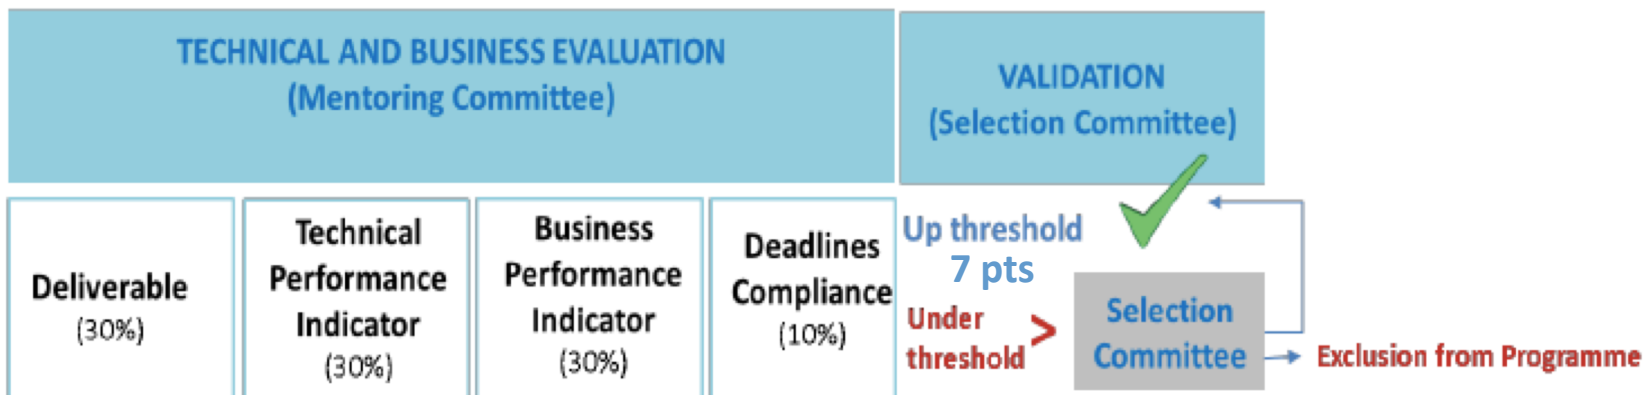 TECHNICAL AND BUSINESS EVALUATION
(Mentoring Committee)
VALIDATION
(Selection Committee)
Deliverable
(30%)
Technical
Performance
Indicator
(30%)
Business
Performance
Indicator
(30%)
Deadlines
Compliance
(10%)
Up threshold
7 pts
Under
threshold
>
Selection
Committee
Exclusion from Programme